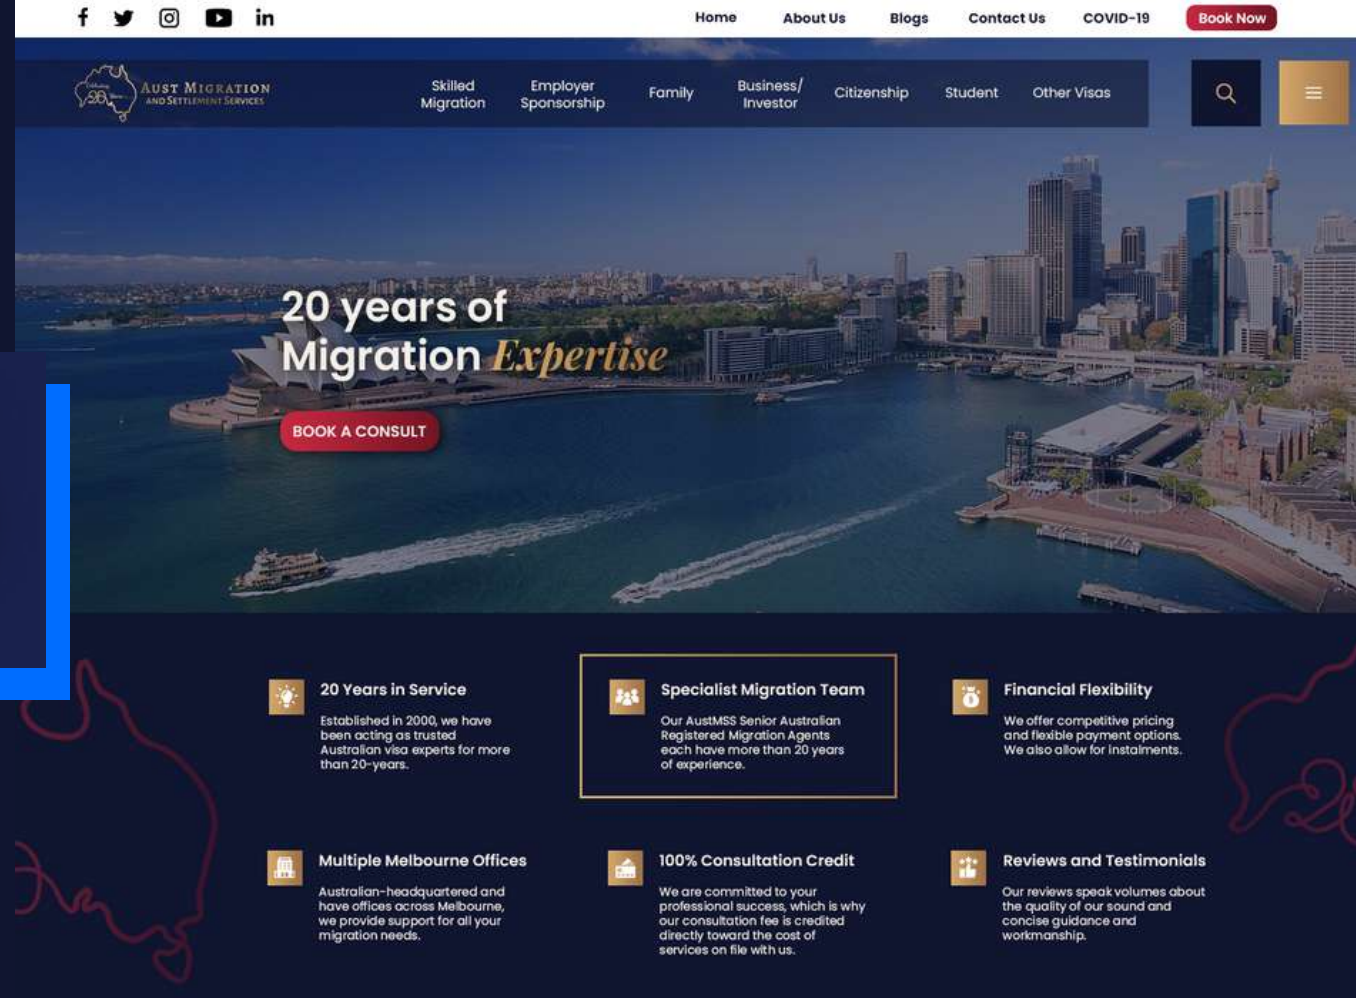 Home About Us Blogs Contact Us COVID-19 Book Now
AUST MIGRATION
AND SETTLEMENT SERVICES
20
Skilled
Migration
Employer
Sponsorship
Family
Business/
Investor
Citizenship
Student
Other Visas
20 years of
Migration Expertise
BOOK A CONSULT
20 Years in Service
Established in 2000, we have
been acting as trusted
Australian visa experts for more
than 20-years.
Specialist Migration Team
Our AustMSS Senior Australian
Registered Migration Agents
each have more than 20 years
of experience.
Financial Flexibility
We offer competitive pricing
and flexible payment options.
We also allow for instalments.
Multiple Melbourne Offices
Australian-headquartered and
have offices across Melbourne,
we provide support for all your
migration needs.
100% Consultation Credit
We are committed to your
professional success, which is why
our consultation fee is credited
directly toward the cost of
services on file with us.
Reviews and Testimonials
Our reviews speak volumes about
the quality of our sound and
concise guidance and
workmanship.